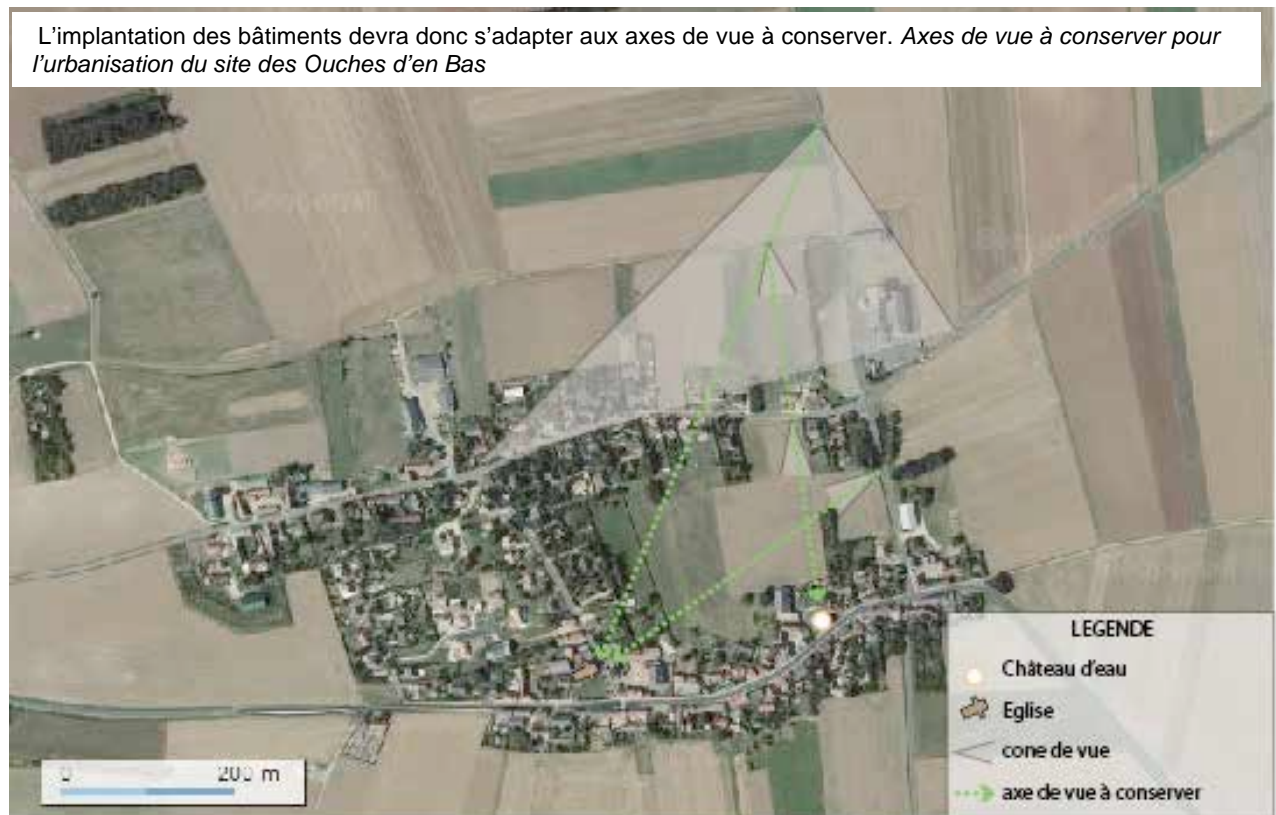 L'implantation des bâtiments devra donc s'adapter aux axes de vue à conserver. Axes de vue à conserver pour
l'urbanisation du site des Ouches d'en Bas
LEGENDE
Château d'eau
Eglise
cone de vue
axe de vue à conserver
0 200 m